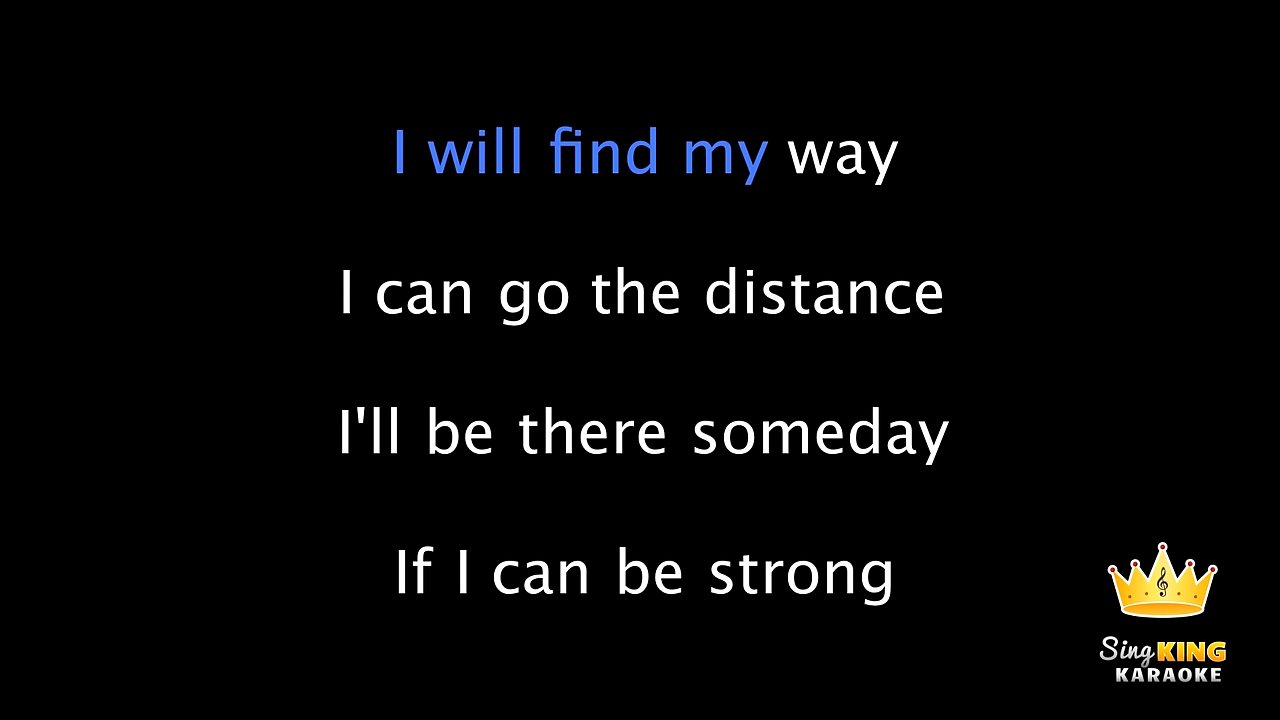 I will find my way
I can go the distance
I'll be there someday
If I can be strong
Sing KING
KARAOKE